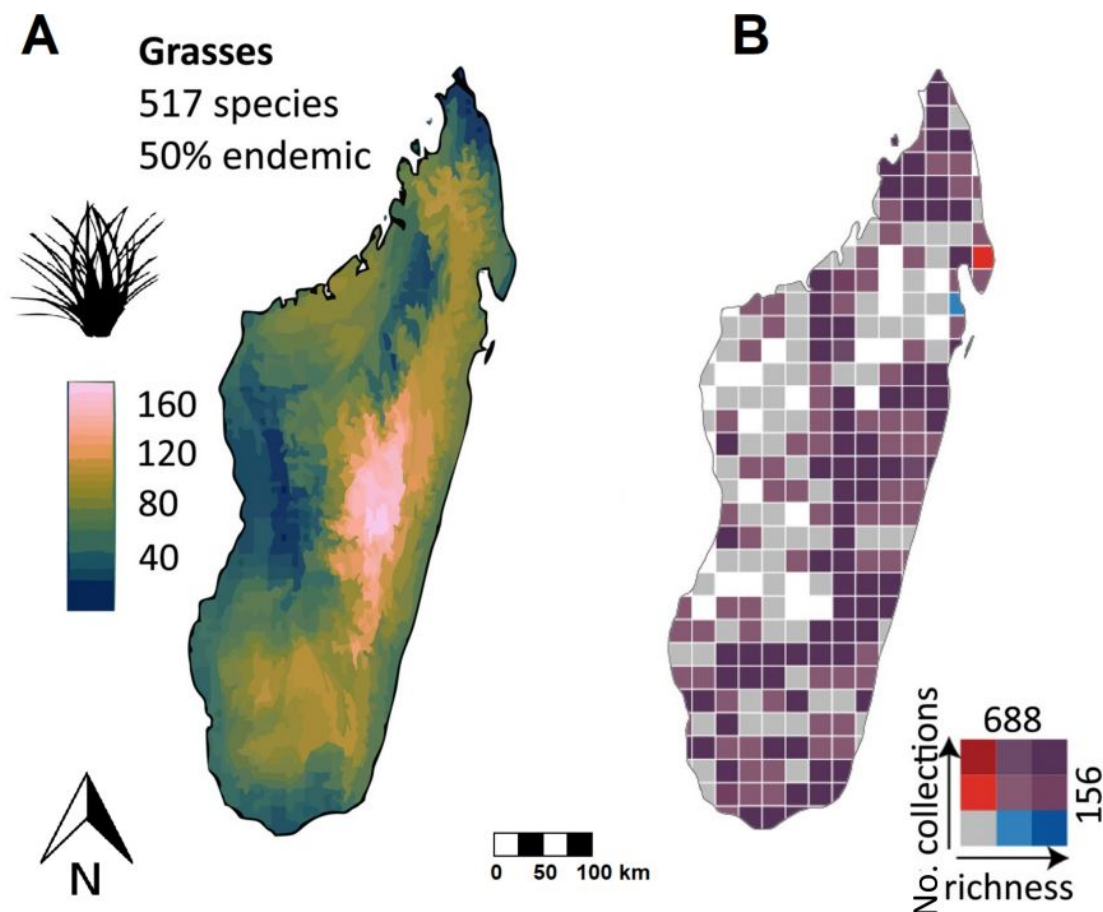 A
Grasses
517 species
50% endemic
160
120
80
40
N
0 50 100 km
B
688
156
No. collections
richness